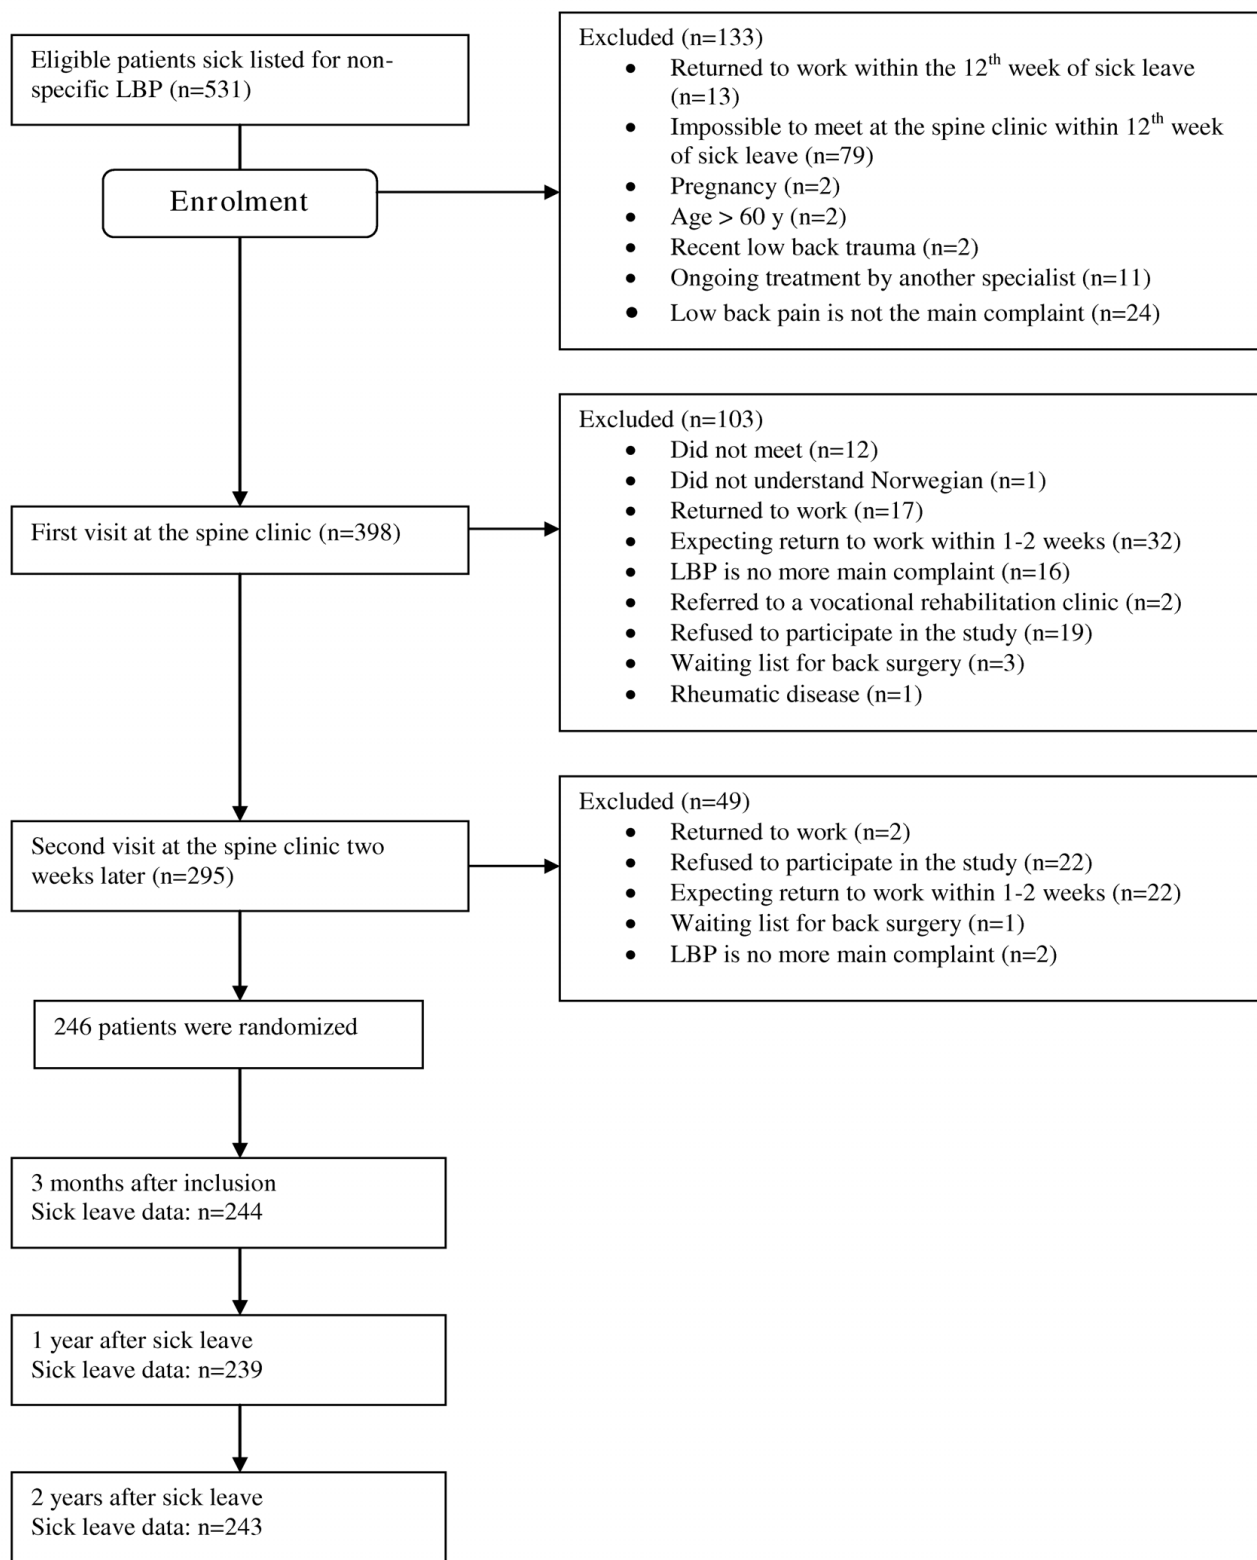 Eligible patients sick listed for non-
specific LBP (n=531)
Enrolment
Excluded (n=133)
• Returned to work within the 12th week of sick leave
(n=13)
• Impossible to meet at the spine clinic within 12th week
of sick leave (n=79)
• Pregnancy (n=2)
• Age > 60 y (n=2)
• Recent low back trauma (n=2)
• Ongoing treatment by another specialist (n=11)
• Low back pain is not the main complaint (n=24)
First visit at the spine clinic (n=398)
Excluded (n=103)
• Did not meet (n=12)
• Did not understand Norwegian (n=1)
• Returned to work (n=17)
• Expecting return to work within 1-2 weeks (n=32)
• LBP is no more main complaint (n=16)
• Referred to a vocational rehabilitation clinic (n=2)
• Refused to participate in the study (n=19)
• Waiting list for back surgery (n=3)
• Rheumatic disease (n=1)
Second visit at the spine clinic two
weeks later (n=295)
Excluded (n=49)
• Returned to work (n=2)
• Refused to participate in the study (n=22)
• Expecting return to work within 1-2 weeks (n=22)
• Waiting list for back surgery (n=1)
• LBP is no more main complaint (n=2)
246 patients were randomized
3 months after inclusion
Sick leave data: n=244
1 year after sick leave
Sick leave data: n=239
2 years after sick leave
Sick leave data: n=243